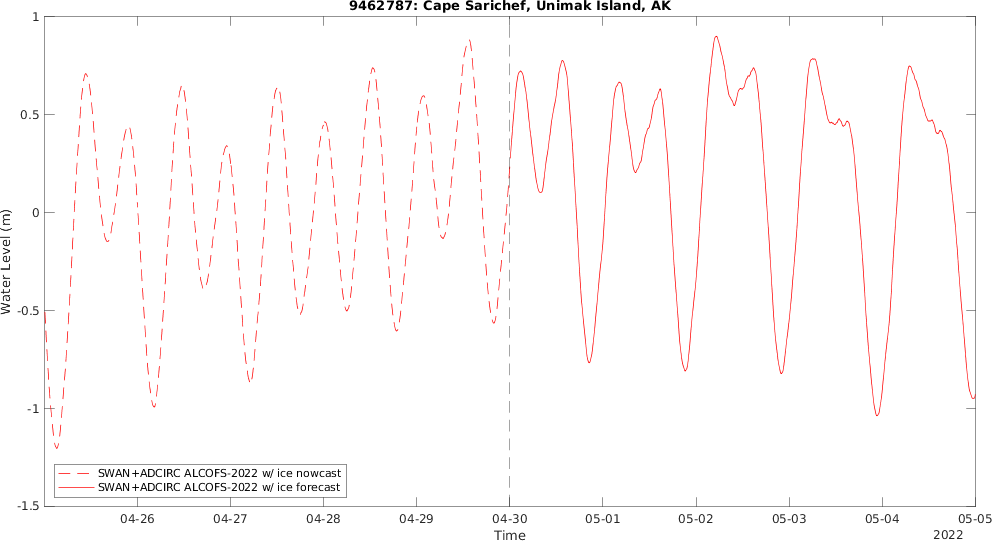 9462787: Cape Sarichef, Unimak Island, AK
1
0.5
0
-0.5
-1
-1.5
Water Level (m)
SWAN+ADCIRC ALCOFS-2022 w/ ice nowcast
SWAN+ADCIRC ALCOFS-2022 w/ ice forecast
04-26 04-27 04-28 04-29 04-30 05-01 05-02 05-03 05-04 05-05
Time
2022